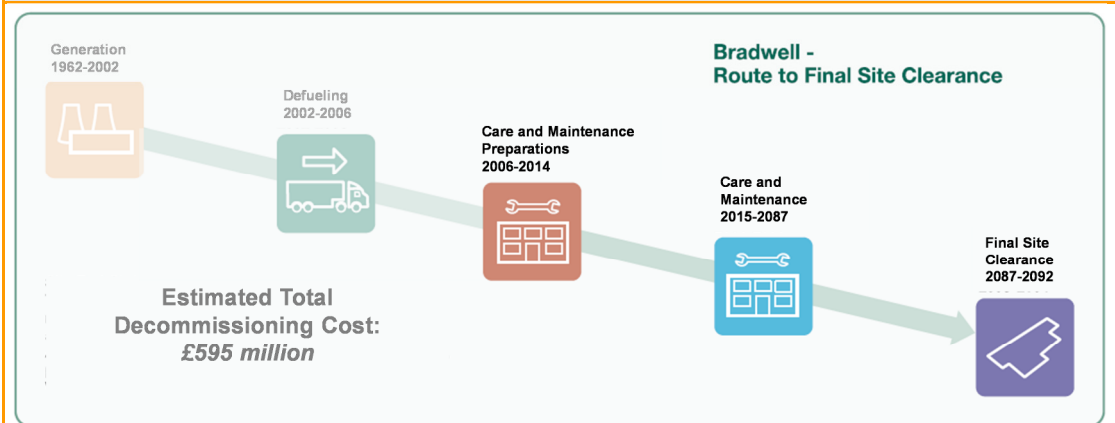 Generation
1962-2002
Bradwell -
Route to Final Site Clearance
Defueling
2002-2006
Care and Maintenance
Preparations
2006-2014
Care and
Maintenance
2015-2087
Final Site
Clearance
2087-2092
Estimated Total
Decommissioning Cost:
£595 million